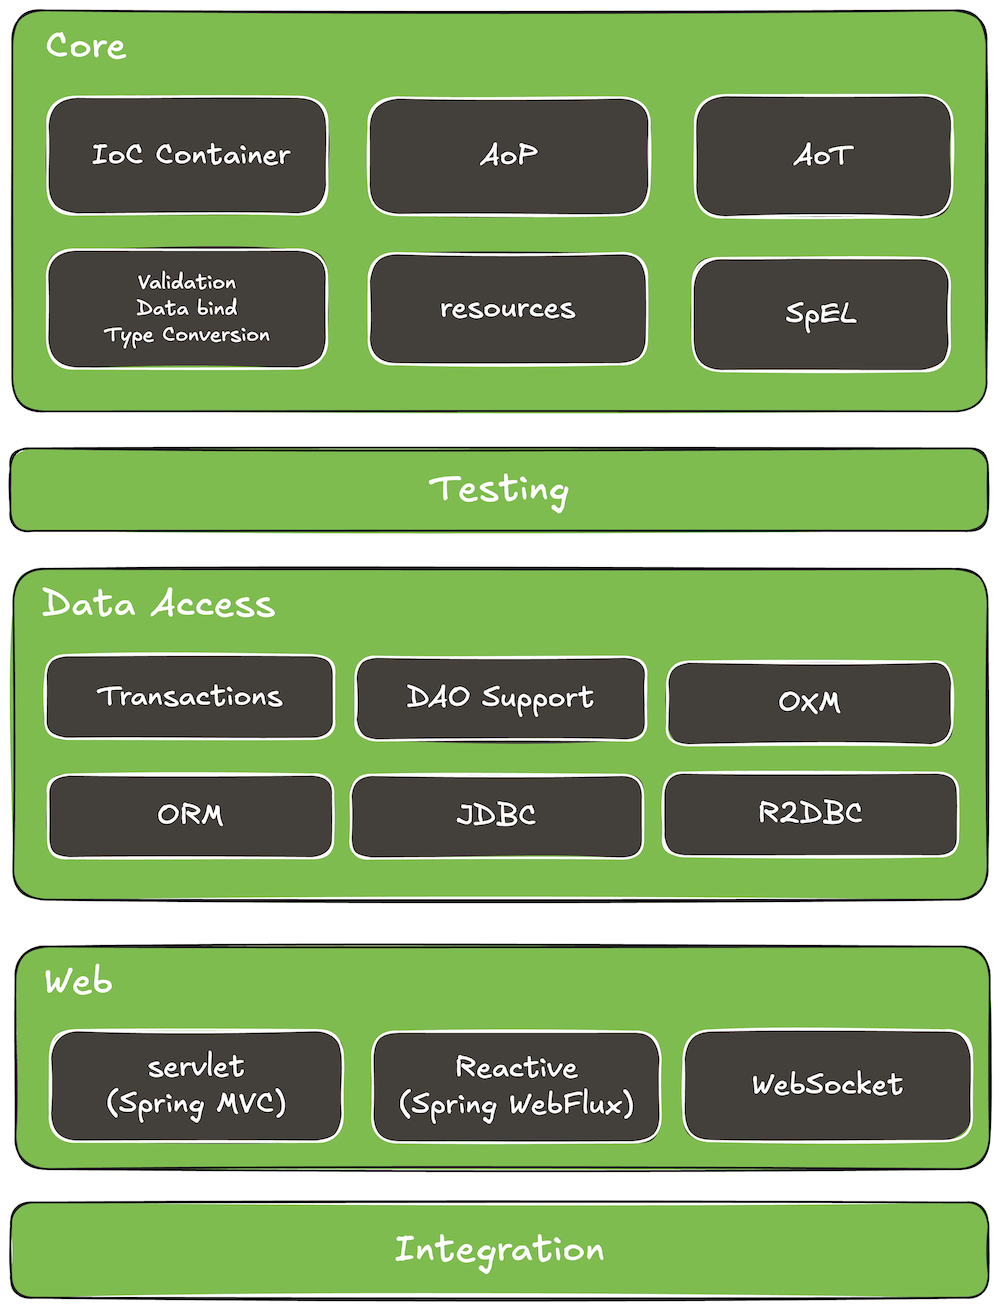 Core
IoC Container
AoP
AoT
Validation
Data bind
Type Conversion
resources
SpEL
Testing
Data Access
Transactions
DAO Support
OXM
ORM
JDBC
R2DBC
Web
servlet
(Spring MVC)
Reactive
(Spring WebFlux)
WebSocket
Integration